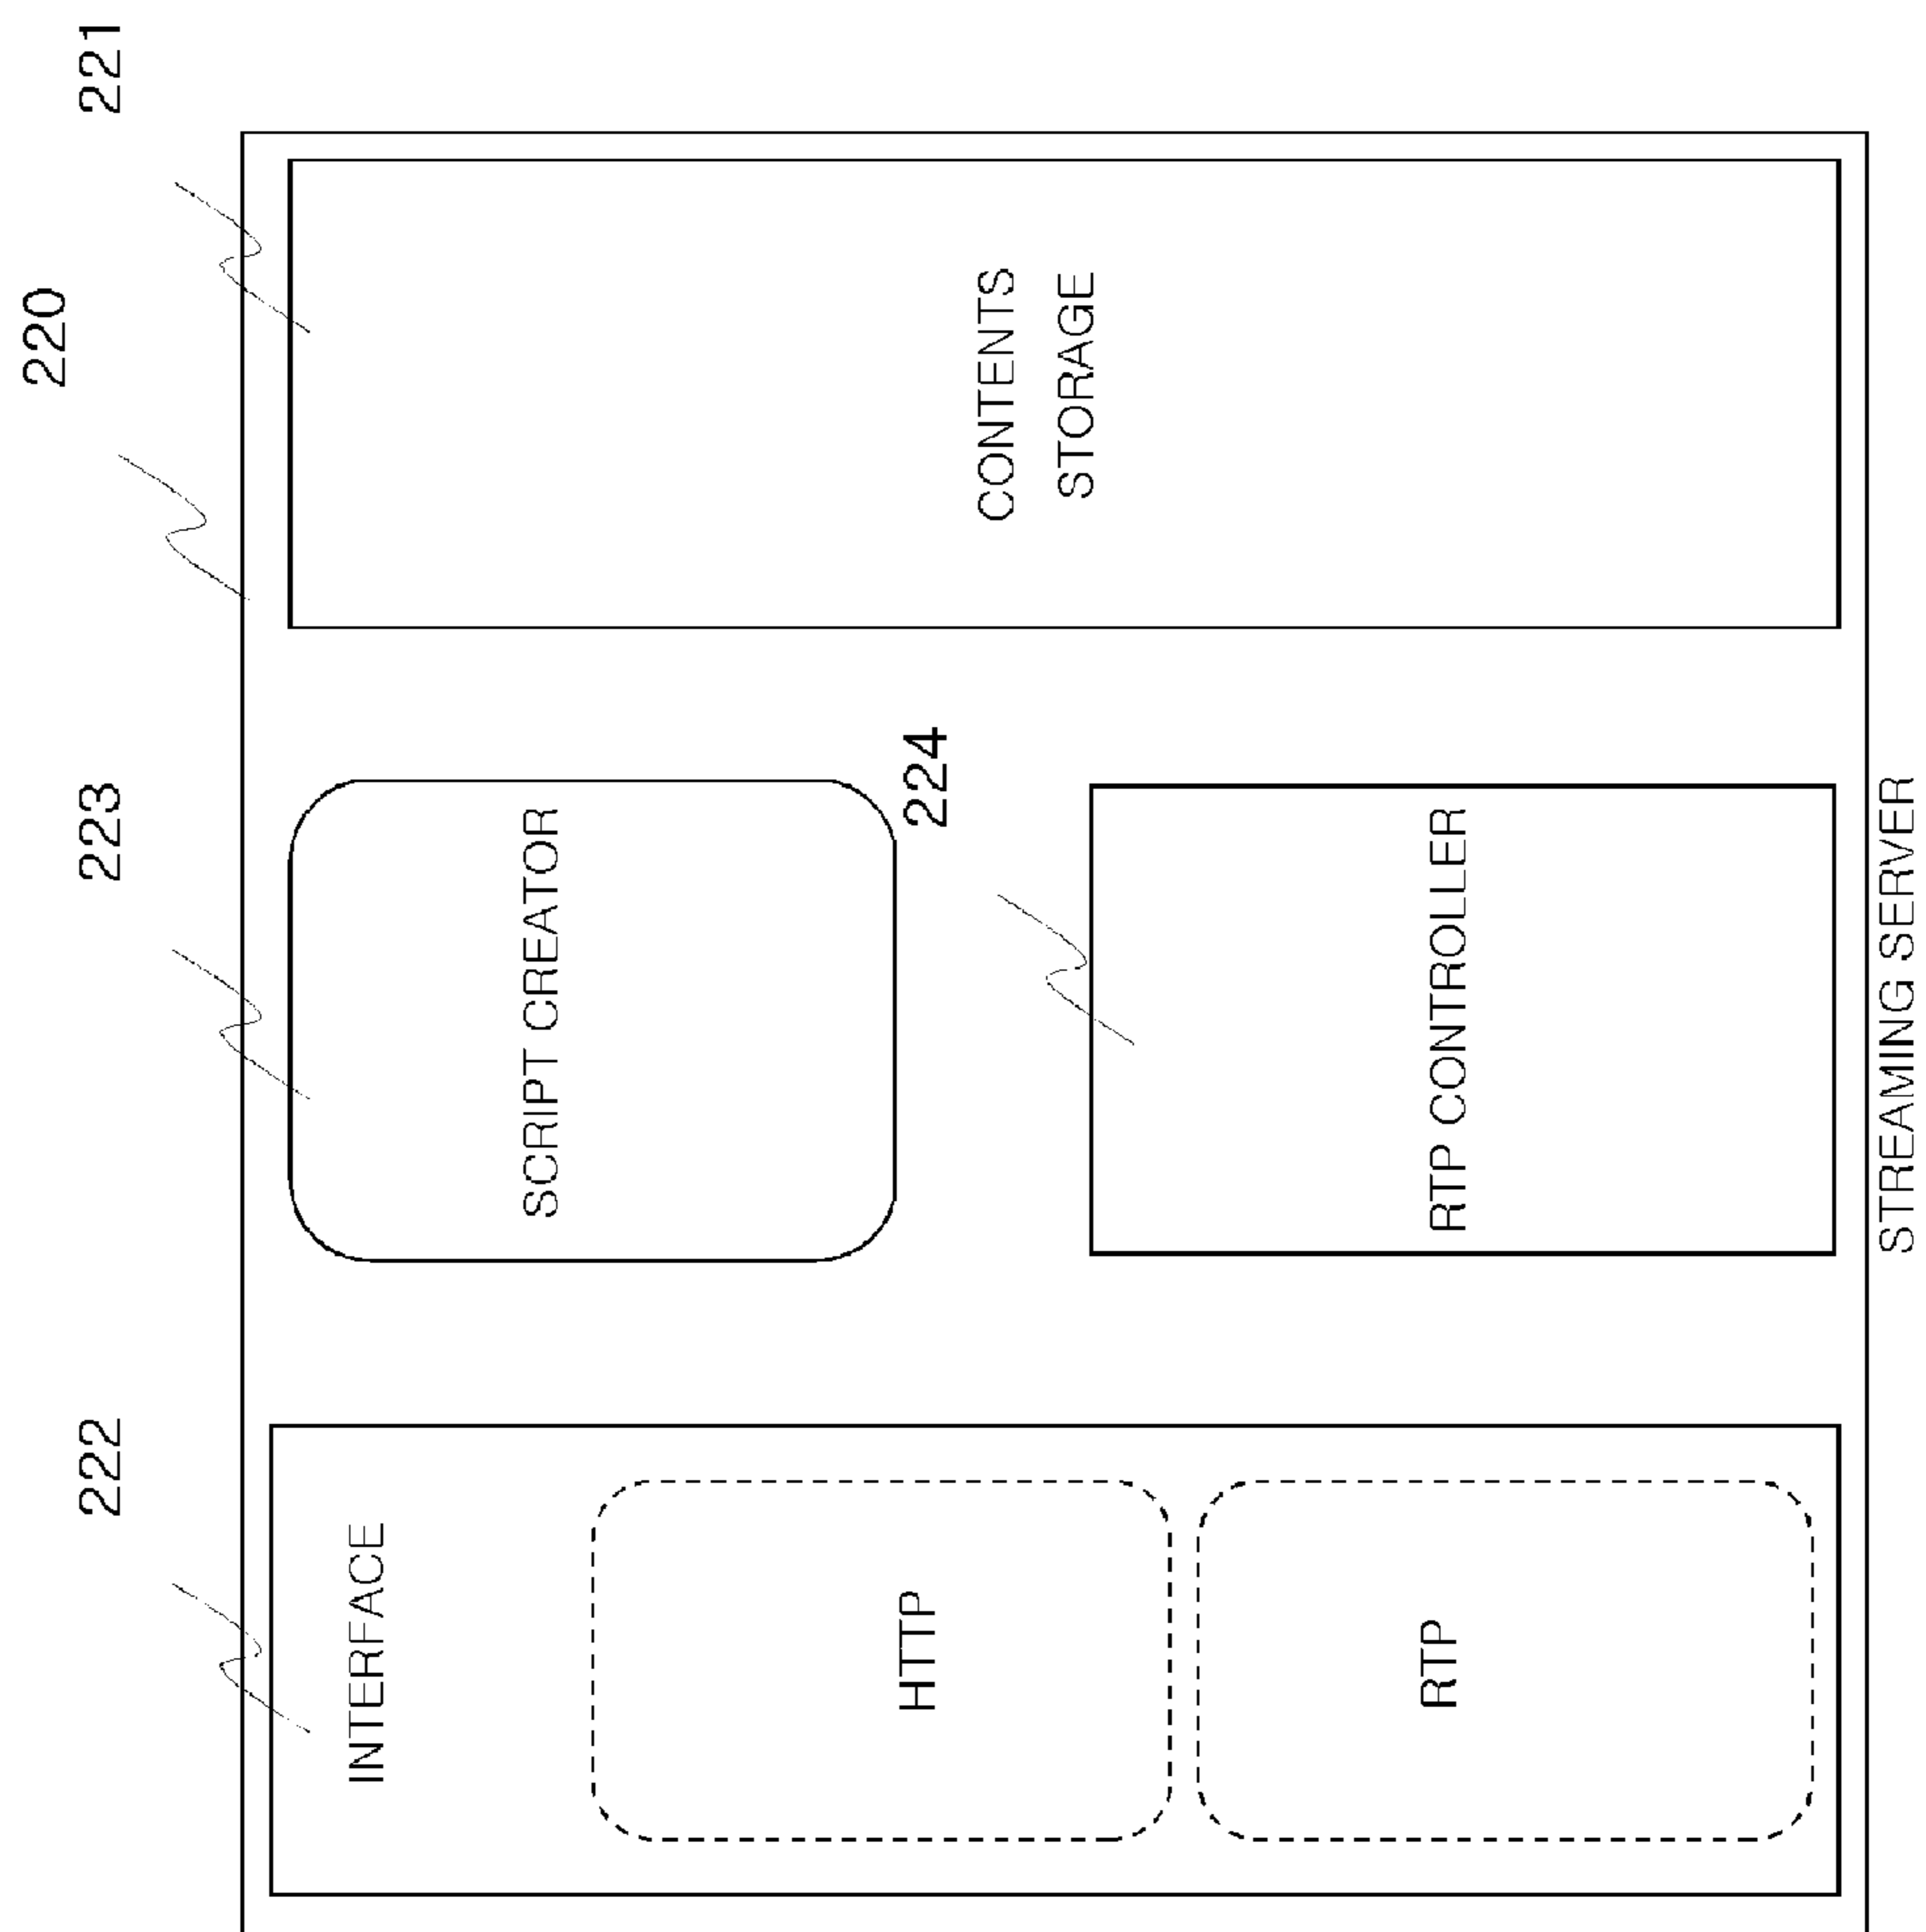 220
222
223
221
INTERFACE
SCRIPT CREATOR
HTTP
224
CONTENTS
STORAGE
RTP
RTP CONTROLLER
STREAMING SERVER